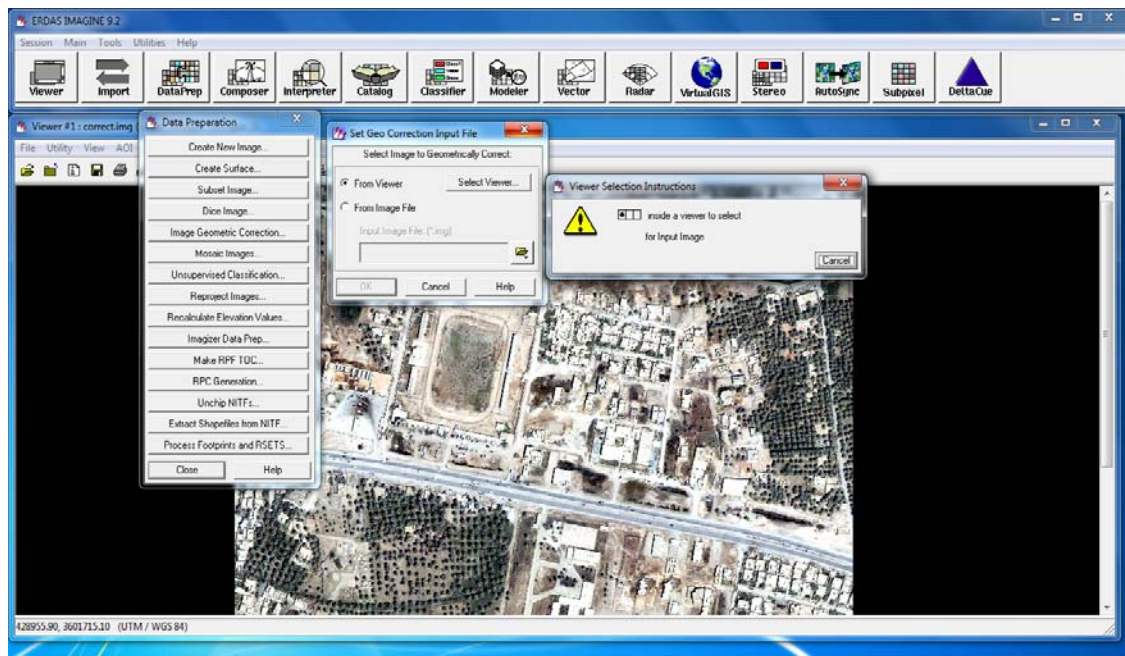 ERDAS IMAGINE 9.2
Session Main Tools Utilities Help
Viewer Import DataPrep Composer Interpreter Catalog Classifier Modeler Vector Radar VirtualGIS Stereo AutoSync Subpixel DeltaCue
Viewer #1 : correct.img (
File Utility View AOI
Data Preparation
Create New Image...
Create Surface...
Subset Image...
Dice Image...
Image Geometric Correction...
Mosaic Images...
Unsupervised Classification...
Reproject Images...
Recalculate Elevation Values...
Imagizer Data Prep...
Make RPF TOC...
RPC Generation...
Unchip NITFs...
Extract Shapefiles from NITF...
Process Footprints and RSETS...
Close Help
Set Geo Correction Input File
Select Image to Geometrically Correct:
From Viewer Select Viewer...
From Image File
Input Image File: (*.img)
OK Cancel Help
Viewer Selection Instructions
inside a viewer to select
for Input Image
Cancel
428955.90, 3601715.10 (UTM / WGS 84)